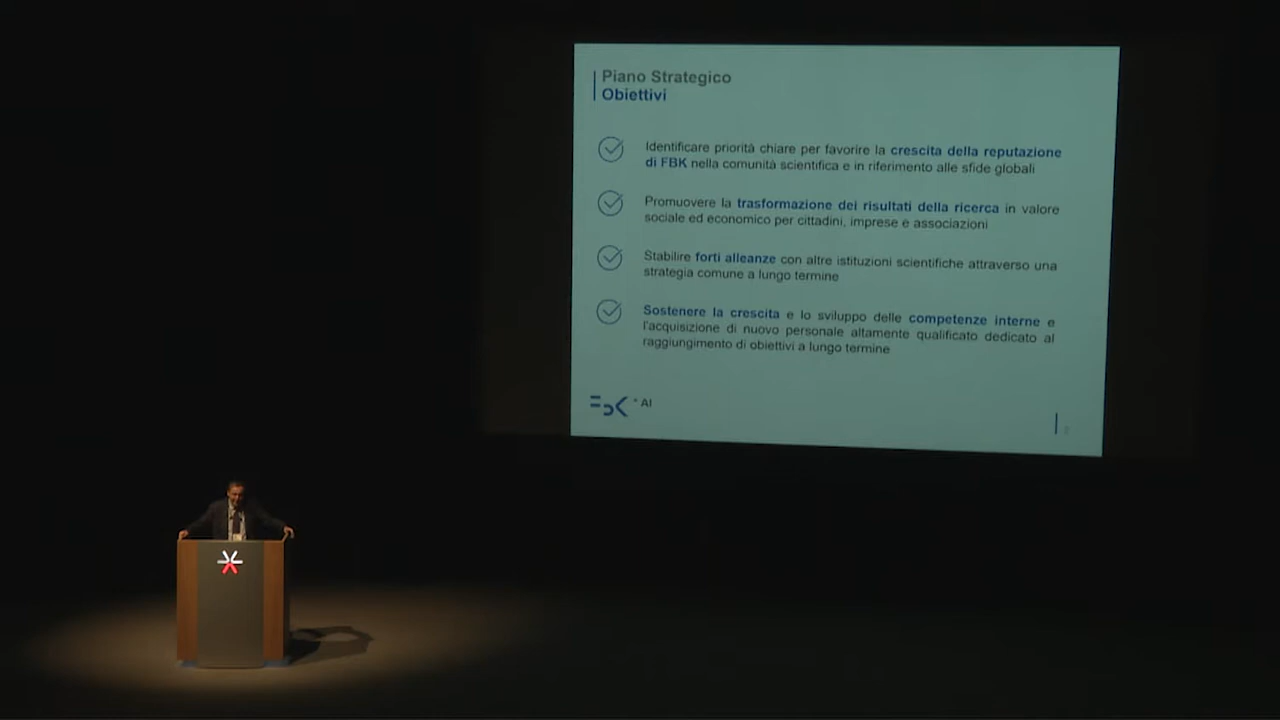 Piano Strategico
Obiettivi
Identificare priorità chiare per favorire la crescita della reputazione
di FBK nella comunità scientifica e in riferimento alle sfide globali
Promuovere la trasformazione dei risultati della ricerca in valore
sociale ed economico per cittadini, imprese e associazioni
Stabilire forti alleanze con altre istituzioni scientifiche attraverso una
strategia comune a lungo termine
Sostenere la crescita e lo sviluppo delle competenze interne e
l'acquisizione di nuovo personale altamente qualificato dedicato al
raggiungimento di obiettivi a lungo termine
FBK AI